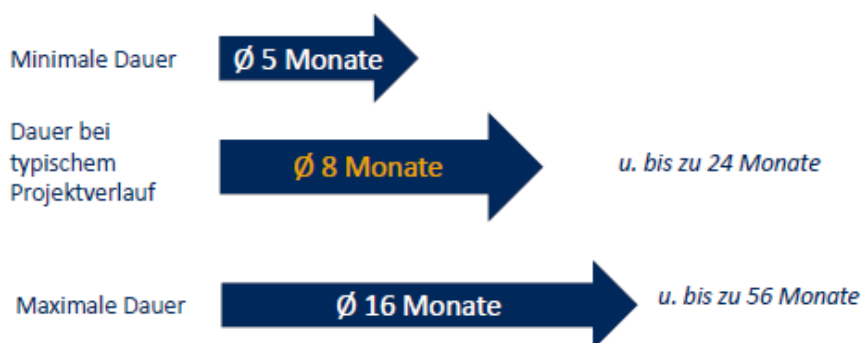 Minimale Dauer
Ø 5 Monate
Dauer bei
typischem
Projektverlauf
Ø 8 Monate
u. bis zu 24 Monate
Maximale Dauer
Ø 16 Monate
u. bis zu 56 Monate